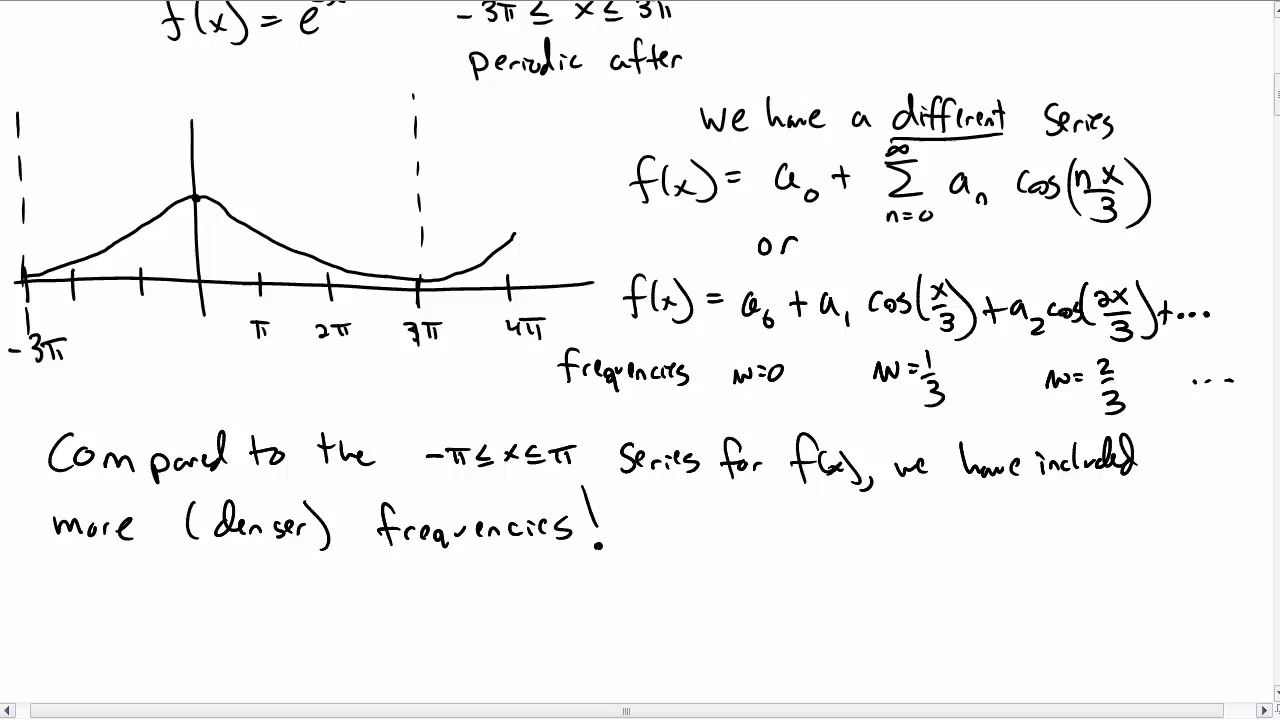 f(x) = e
-3π ≤ x ≤ 3π
periodic after
we have a different series
f(x) = a₀ + ∞ Σ n=0 aₙ cos(nx/3)
or
f(x) = a₀ + a₁ cos(x/3) + a₂ cos(2x/3) + ...
π 2π 3π 4π
-3π
frequencies w=0 w=1/3 w=2/3 ...
Compared to the -π≤x≤π series for f(x), we have included
more (denser) frequencies!